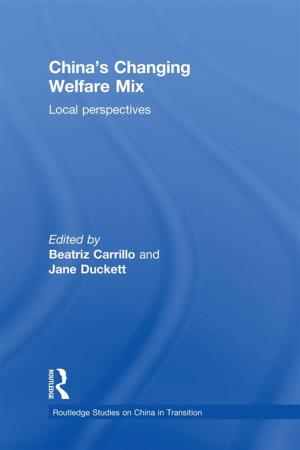 China's Changing
Welfare Mix
Local perspectives
Edited by
Beatriz Carrillo and
Jane Duckett
ROUTLEDGE
Routledge Studies on China in Transition